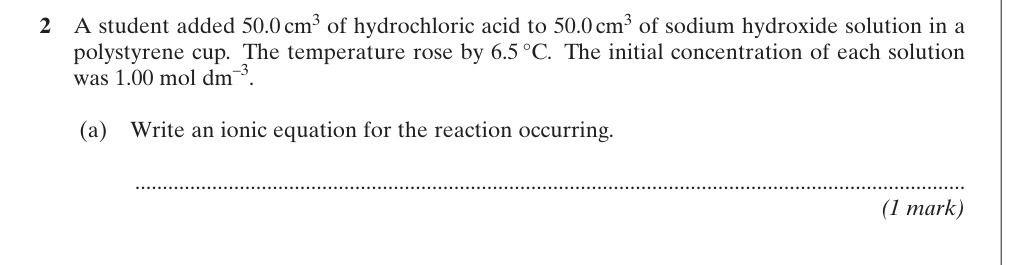 2 A student added 50.0 cm³ of hydrochloric acid to 50.0 cm³ of sodium hydroxide solution in a
polystyrene cup. The temperature rose by 6.5 °C. The initial concentration of each solution
was 1.00 mol dm⁻³.
(a) Write an ionic equation for the reaction occurring.
(1 mark)